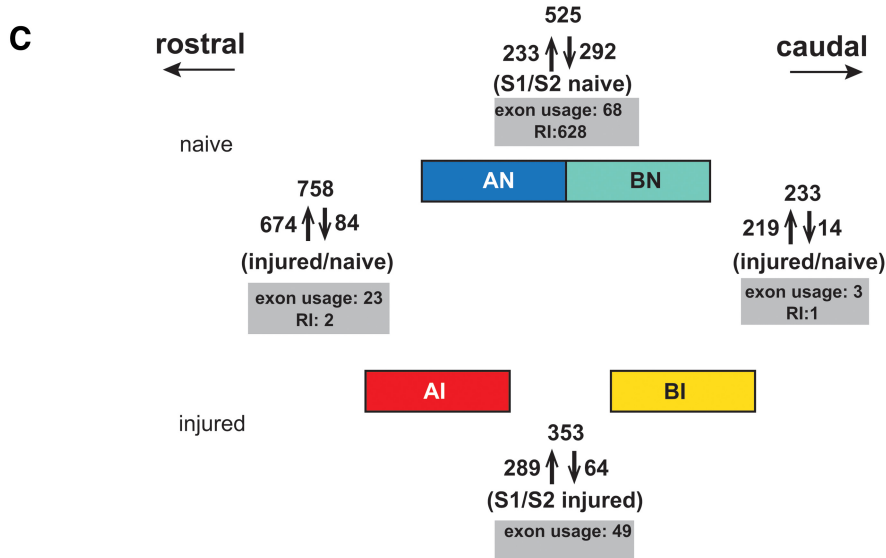 C
rostral
caudal
525
233 292
(S1/S2 naive)
exon usage: 68
RI:628
naive
AN
BN
758
674 84
(injured/naive)
exon usage: 23
RI: 2
233
219 14
(injured/naive)
exon usage: 3
RI:1
AI
BI
injured
353
289 64
(S1/S2 injured)
exon usage: 49